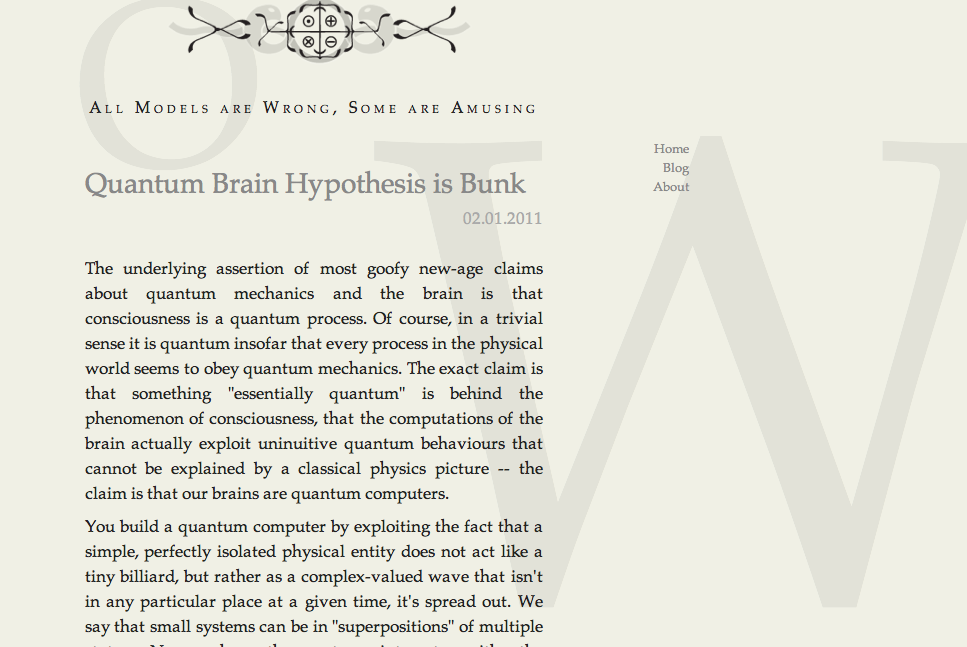 O
W
All Models are Wrong, Some are Amusing
Home
Blog
About
Quantum Brain Hypothesis is Bunk
02.01.2011
The underlying assertion of most goofy new-age claims
about quantum mechanics and the brain is that
consciousness is a quantum process. Of course, in a trivial
sense it is quantum insofar that every process in the physical
world seems to obey quantum mechanics. The exact claim is
that something "essentially quantum" is behind the
phenomenon of consciousness, that the computations of the
brain actually exploit uninuitive quantum behaviours that
cannot be explained by a classical physics picture -- the
claim is that our brains are quantum computers.
You build a quantum computer by exploiting the fact that a
simple, perfectly isolated physical entity does not act like a
tiny billiard, but rather as a complex-valued wave that isn't
in any particular place at a given time, it's spread out. We
say that small systems can be in "superpositions" of multiple